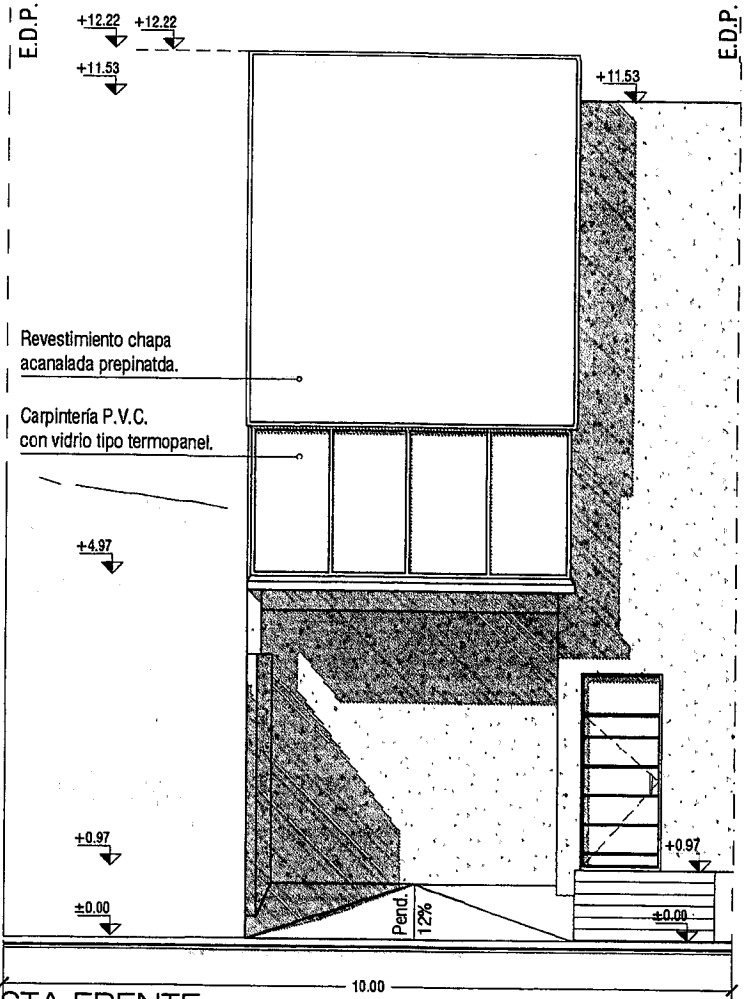 E.D.P.
+12.22
+12.22
E.D.P.
+11.53
+11.53
Revestimiento chapa
acanalada prepinatda.
Carpintería P.V.C.
con vidrio tipo termopanel.
+4.97
+0.97
+0.97
±0.00
Pend.
12%
±0.00
10.00
FRENTE